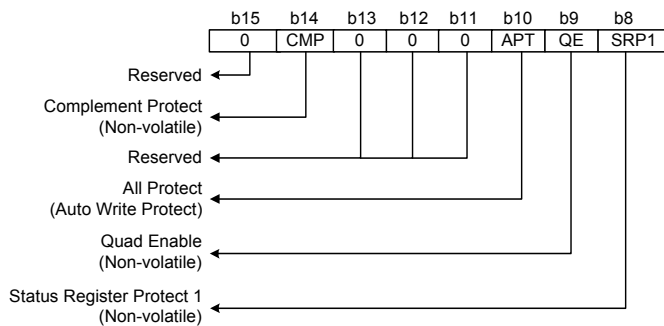 b15 b14 b13 b12 b11 b10 b9 b8
0 CMP 0 0 0 APT QE SRP1
Reserved
Complement Protect
(Non-volatile)
Reserved
All Protect
(Auto Write Protect)
Quad Enable
(Non-volatile)
Status Register Protect 1
(Non-volatile)